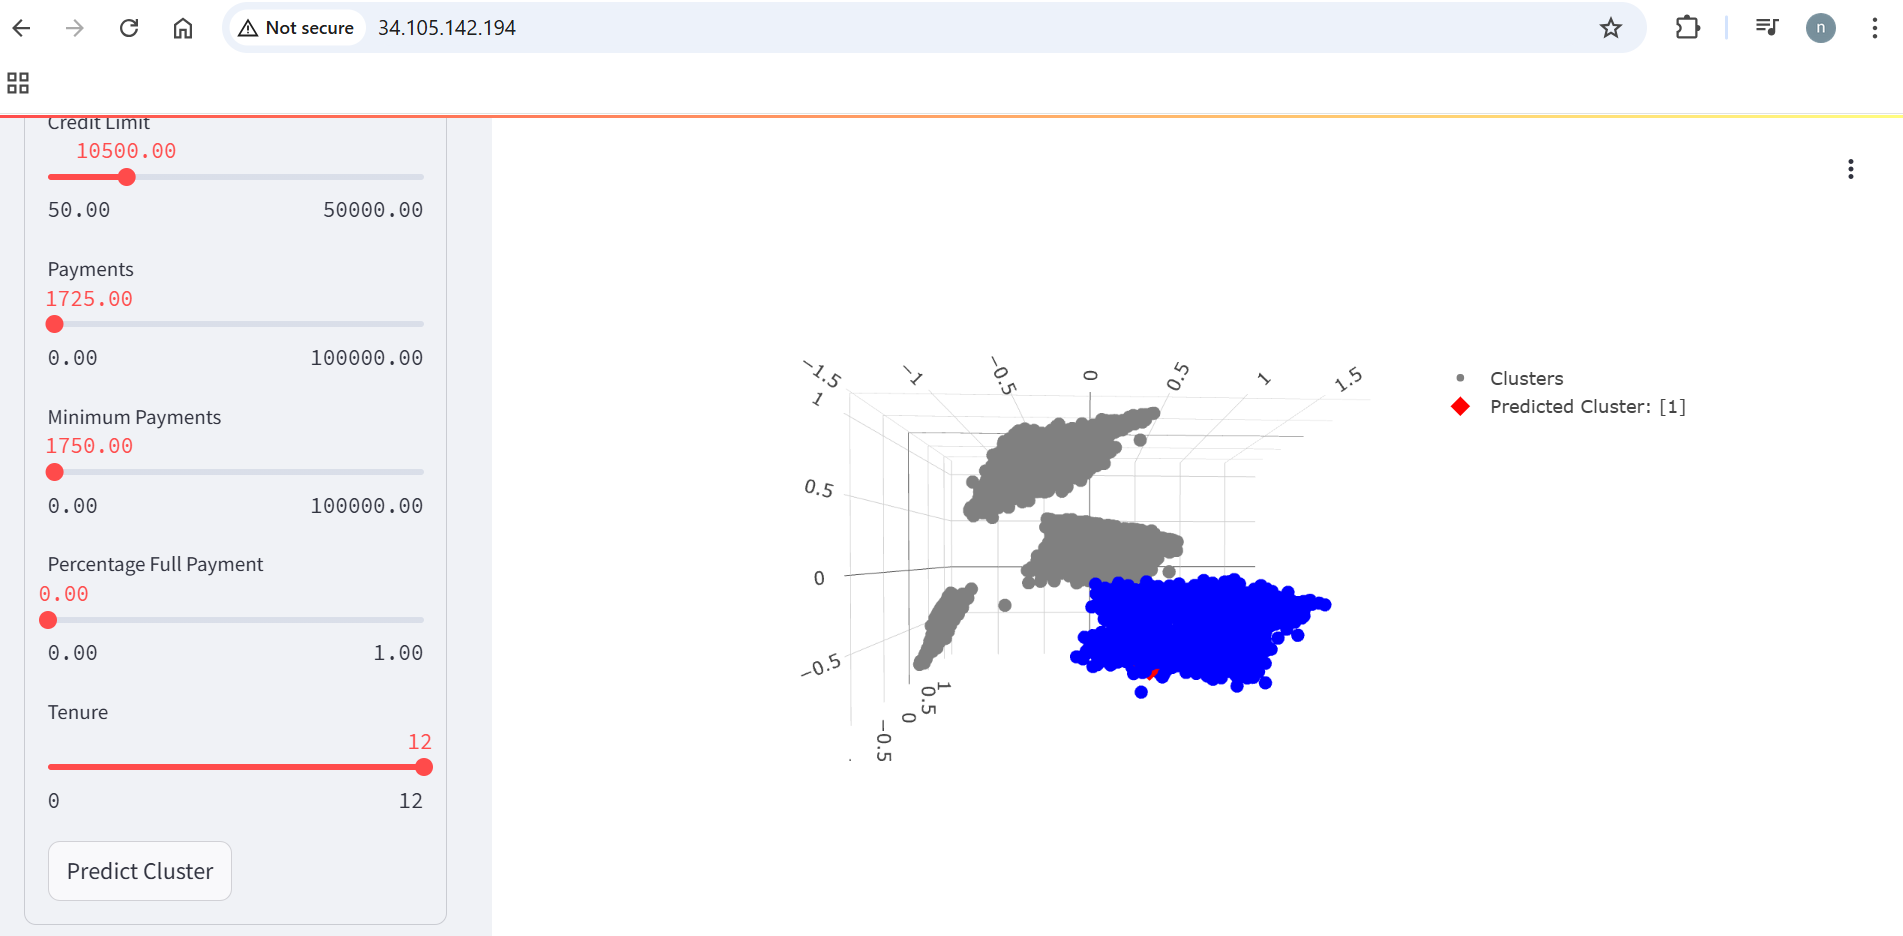 Not secure
34.105.142.194
n
Credit Limit
10500.00
50.00 50000.00
Payments
1725.00
0.00 100000.00
Minimum Payments
1750.00
0.00 100000.00
Percentage Full Payment
0.00
0.00 1.00
Tenure
12
0 12
Predict Cluster
−1.5 −1 −0.5 0 0.5 1 1.5
1
0.5
0
−0.5
1
0.5
0
−0.5
Clusters
Predicted Cluster: [1]